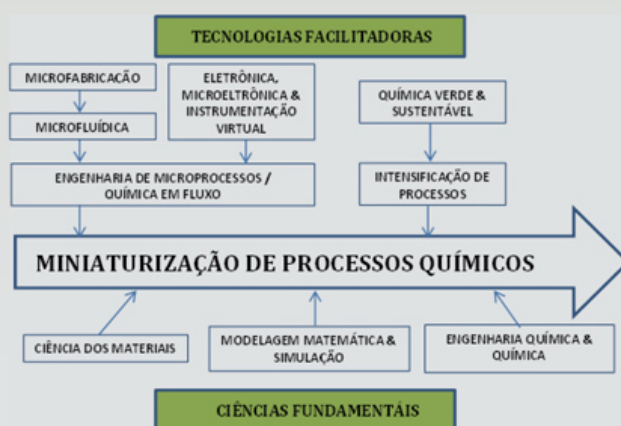 TECNOLOGIAS FACILITADORAS
MICROFABRICAÇÃO
MICROFLUÍDICA
ELETRÔNICA,
MICROELTRÔNICA &
INSTRUMENTAÇÃO
VIRTUAL
QUÍMICA VERDE &
SUSTENTÁVEL
ENGENHARIA DE MICROPROCESSOS /
QUÍMICA EM FLUXO
INTENSIFICAÇÃO DE
PROCESSOS
MINIATURIZAÇÃO DE PROCESSOS QUÍMICOS
CIÊNCIA DOS MATERIAIS
MODELAGEM MATEMÁTICA &
SIMULAÇÃO
ENGENHARIA QUÍMICA &
QUÍMICA
CIÊNCIAS FUNDAMENTÁIS